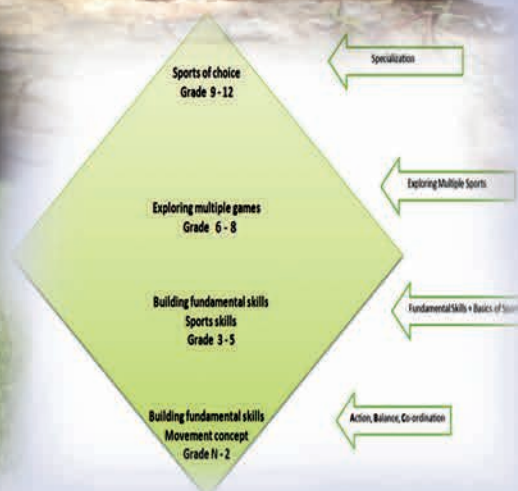 Sports of choice
Grade 9 - 12
Specialization
Exploring multiple games
Grade 6 - 8
Exploring Multiple Sports
Building fundamental skills
Sports skills
Grade 3 - 5
Fundamental Skills + Basics of
Building fundamental skills
Movement concept
Grade N - 2
Action, Balance, Co-ordination